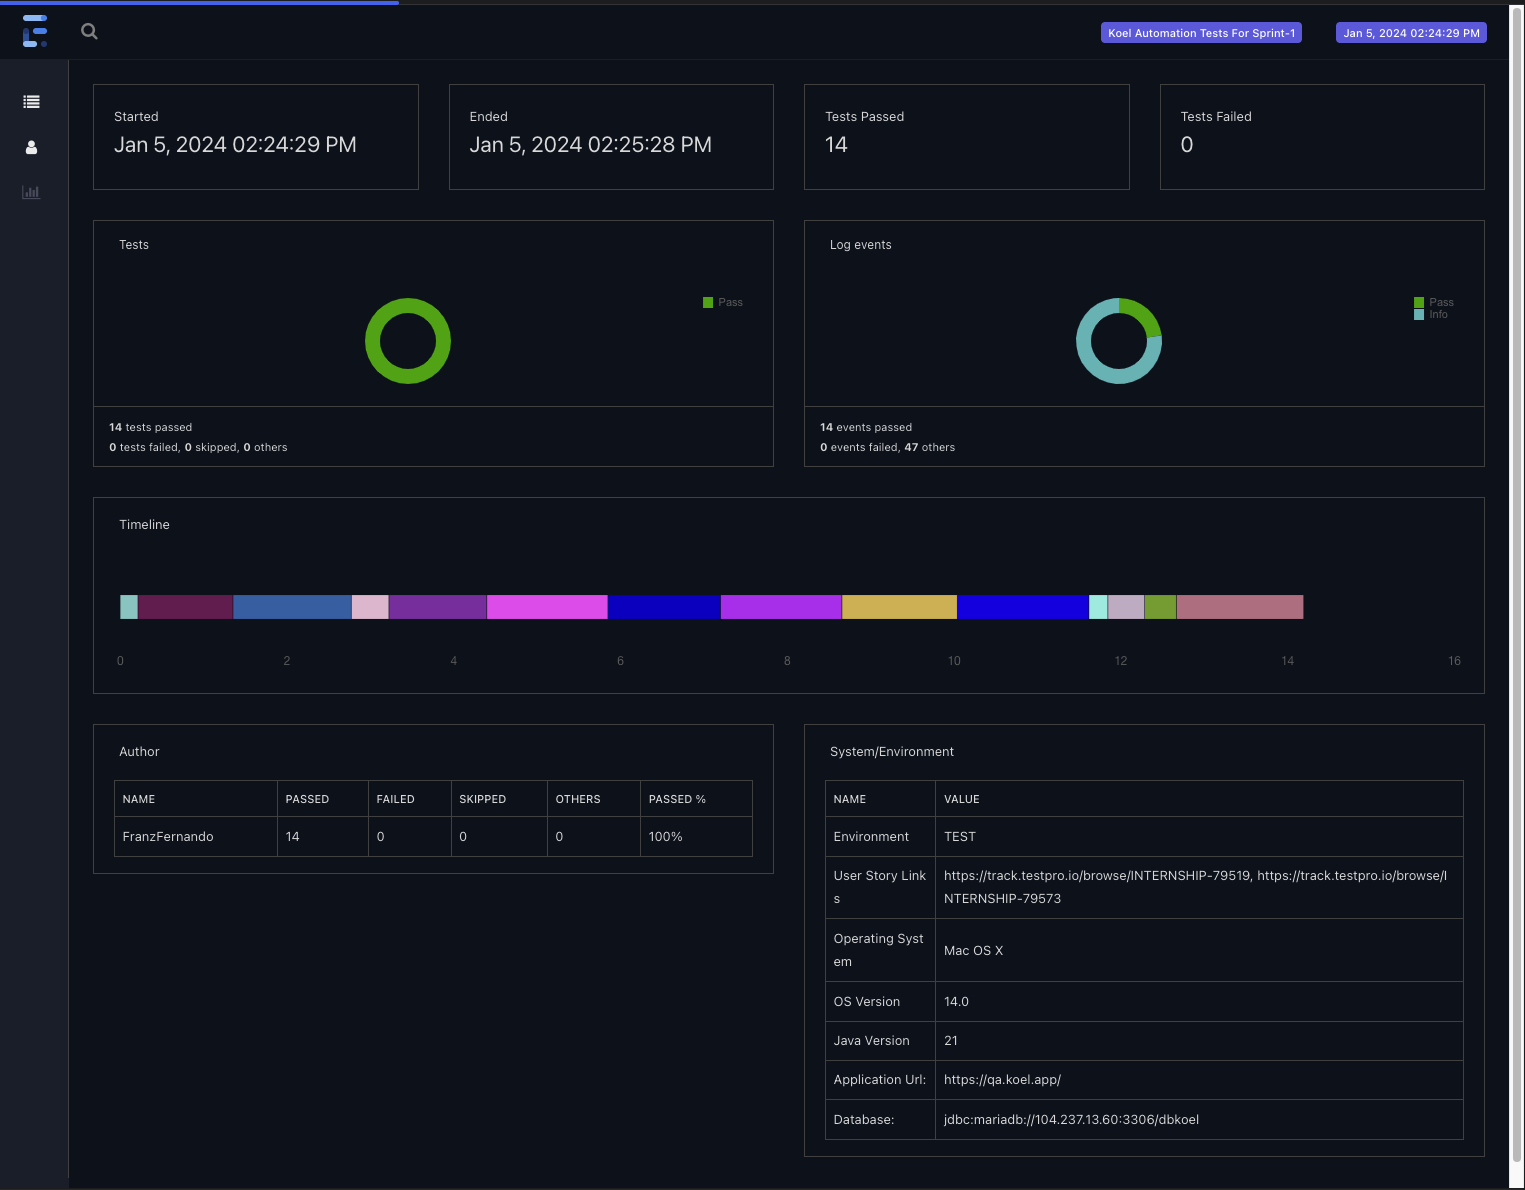 Koel Automation Tests For Sprint-1
Jan 5, 2024 02:24:29 PM
Started
Jan 5, 2024 02:24:29 PM
Ended
Jan 5, 2024 02:25:28 PM
Tests Passed
14
Tests Failed
0
Tests
Pass
14 tests passed
0 tests failed, 0 skipped, 0 others
Log events
Pass
Info
14 events passed
0 events failed, 47 others
Timeline
0 2 4 6 8 10 12 14 16
Author
NAME PASSED FAILED SKIPPED OTHERS PASSED %
FranzFernando 14 0 0 0 100%
System/Environment
NAME VALUE
Environment TEST
User Story Link
s
https://track.testpro.io/browse/INTERNSHIP-79519, https://track.testpro.io/browse/I
NTERNSHIP-79573
Operating Syst
em
Mac OS X
OS Version 14.0
Java Version 21
Application Url: https://qa.koel.app/
Database: jdbc:mariadb://104.237.13.60:3306/dbkoel